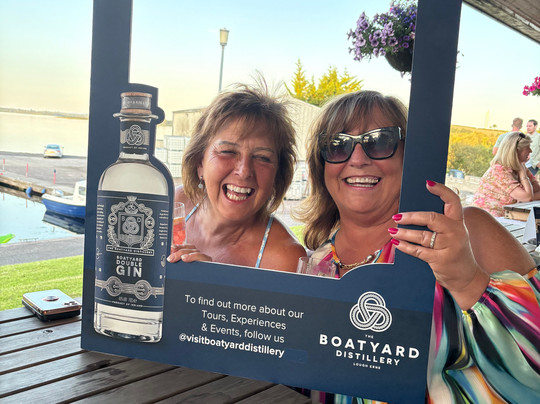 BOATYARD
DOUBLE
GIN
To find out more about our
Tours, Experiences
& Events, follow us
@visitboatyarddistillery
THE
BOATYARD
DISTILLERY
LOUGH ERNE